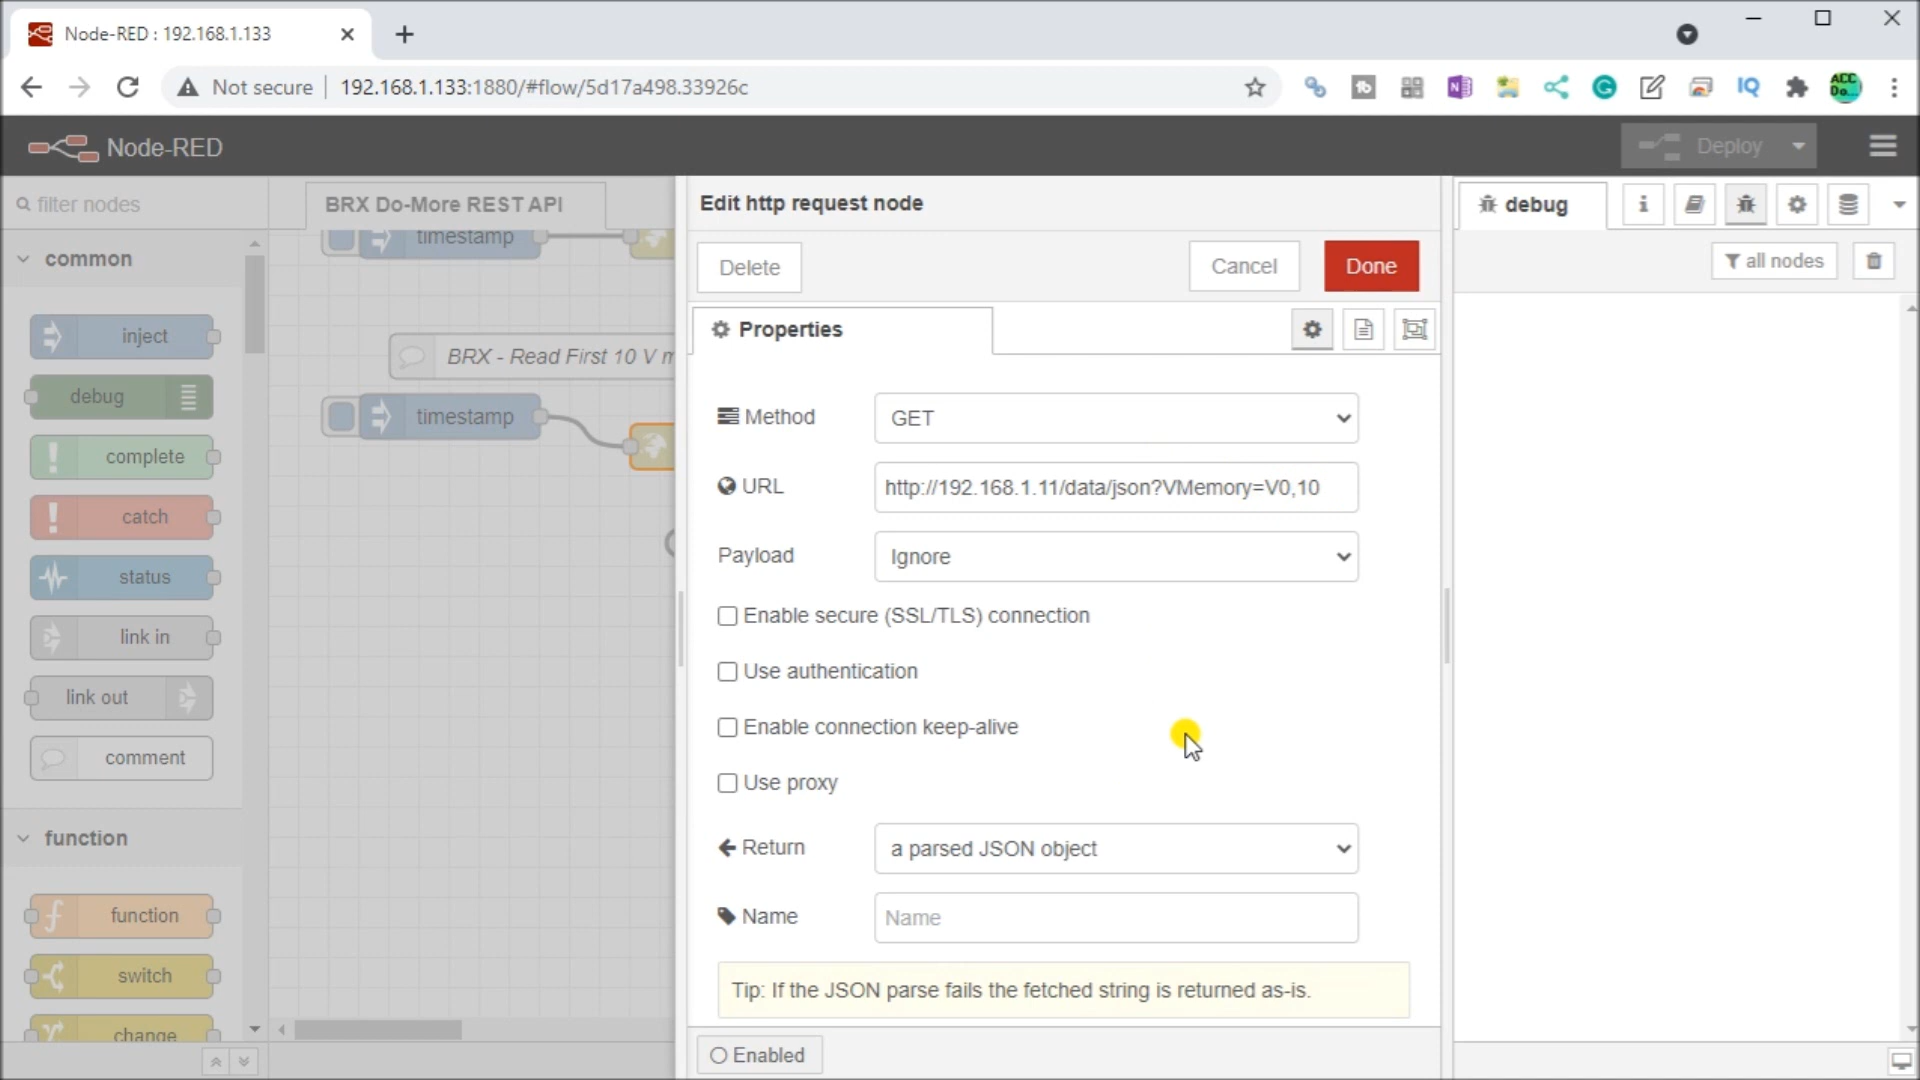 Node-RED : 192.168.1.133
Not secure
192.168.1.133:1880/#flow/5d17a498.33926c
tb
N
IQ
ACC
Do...
Node-RED
Deploy
filter nodes
common
inject
debug
complete
catch
status
link in
link out
comment
function
function
switch
change
BRX Do-More REST API
timestamp
BRX - Read First 10 V m
timestamp
Edit http request node
Delete
Cancel
Done
Properties
Method
GET
URL
http://192.168.1.11/data/json?VMemory=V0,10
Payload
Ignore
Enable secure (SSL/TLS) connection
Use authentication
Enable connection keep-alive
Use proxy
Return
a parsed JSON object
Name
Name
Tip: If the JSON parse fails the fetched string is returned as-is.
Enabled
debug
i
all nodes